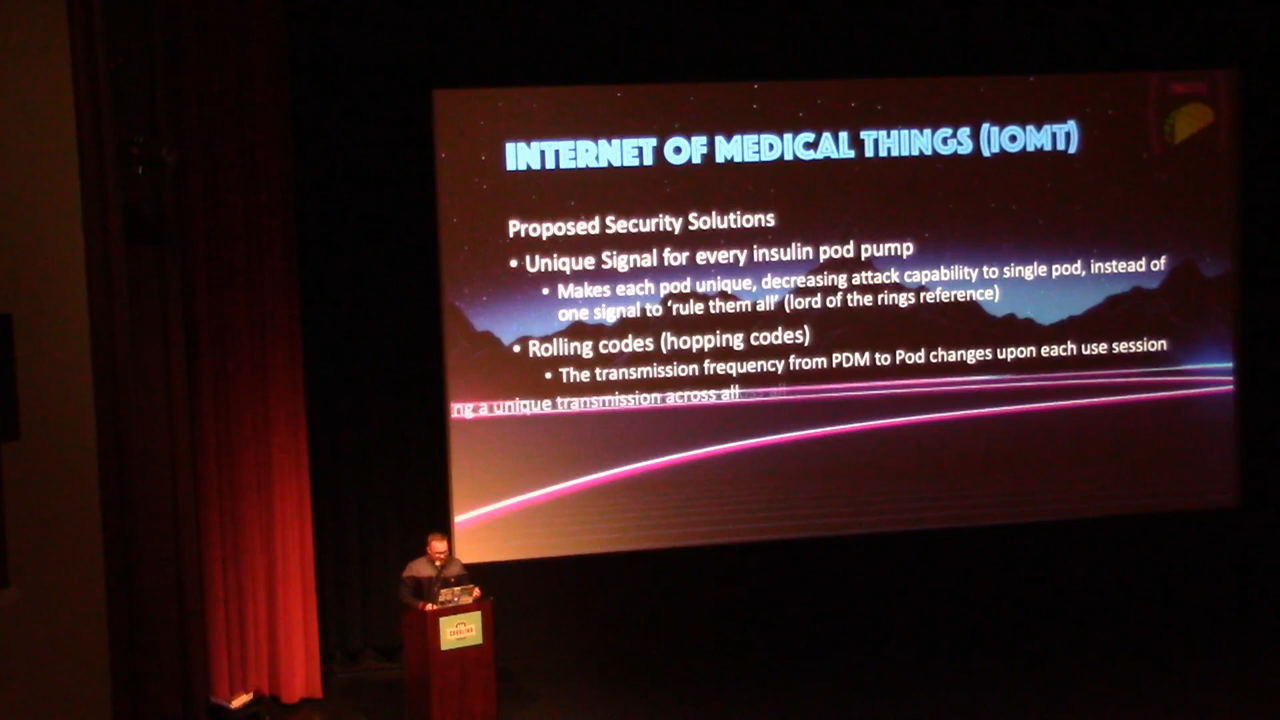 INTERNET OF MEDICAL THINGS (IOMT)
Proposed Security Solutions
• Unique Signal for every insulin pod pump
• Makes each pod unique, decreasing attack capability to single pod, instead of
one signal to ‘rule them all’ (lord of the rings reference)
• Rolling codes (hopping codes)
• The transmission frequency from PDM to Pod changes upon each use session
ng a unique transmission across all
CAROLINA